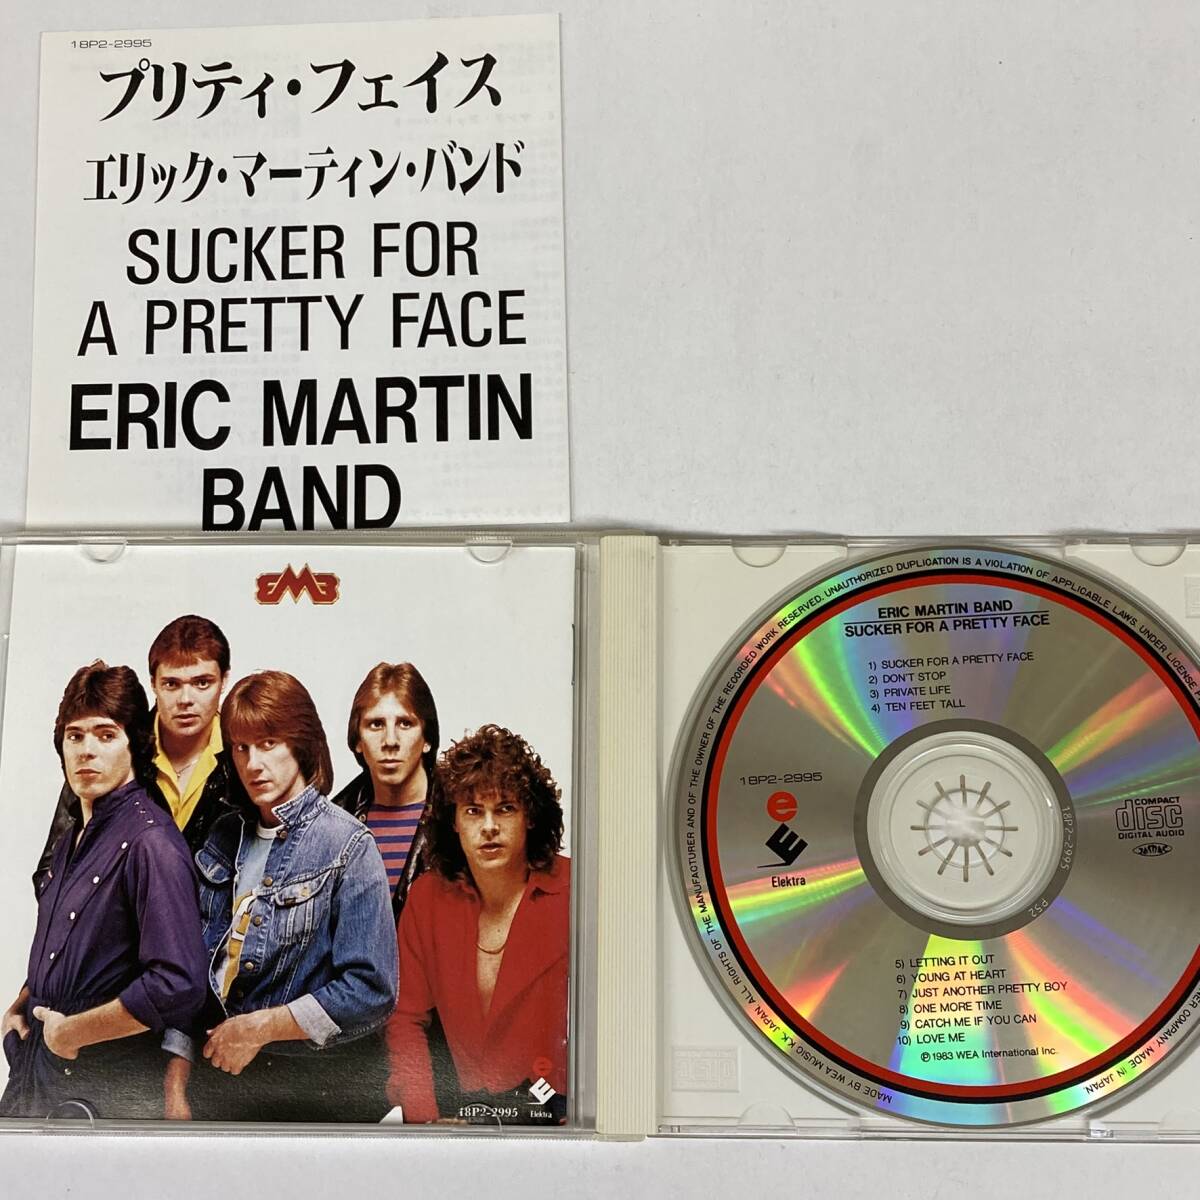 18P2-2995
プリティ・フェイス
エリック・マーティン・バンド
SUCKER FOR
A PRETTY FACE
ERIC MARTIN
BAND
EMB
18P2-2995
Elektra
ALL RIGHTS OF THE MANUFACTURER AND OF THE OWNER OF THE RECORDED WORK RESERVED. UNAUTHORIZED DUPLICATION IS A VIOLATION OF APPLICABLE LAWS. UNDER LICENSE
ERIC MARTIN BAND
SUCKER FOR A PRETTY FACE
1) SUCKER FOR A PRETTY FACE
2) DON'T STOP
3) PRIVATE LIFE
4) TEN FEET TALL
18P2-2995
Elektra
COMPACT
disc
DIGITAL AUDIO
JASRAC
18P2-2995 P52
5) LETTING IT OUT
6) YOUNG AT HEART
7) JUST ANOTHER PRETTY BOY
8) ONE MORE TIME
9) CATCH ME IF YOU CAN
10) LOVE ME
℗ 1983 WEA International Inc.
MADE BY WEA MUSIC K.K. JAPAN
COMPANY MADE IN JAPAN.